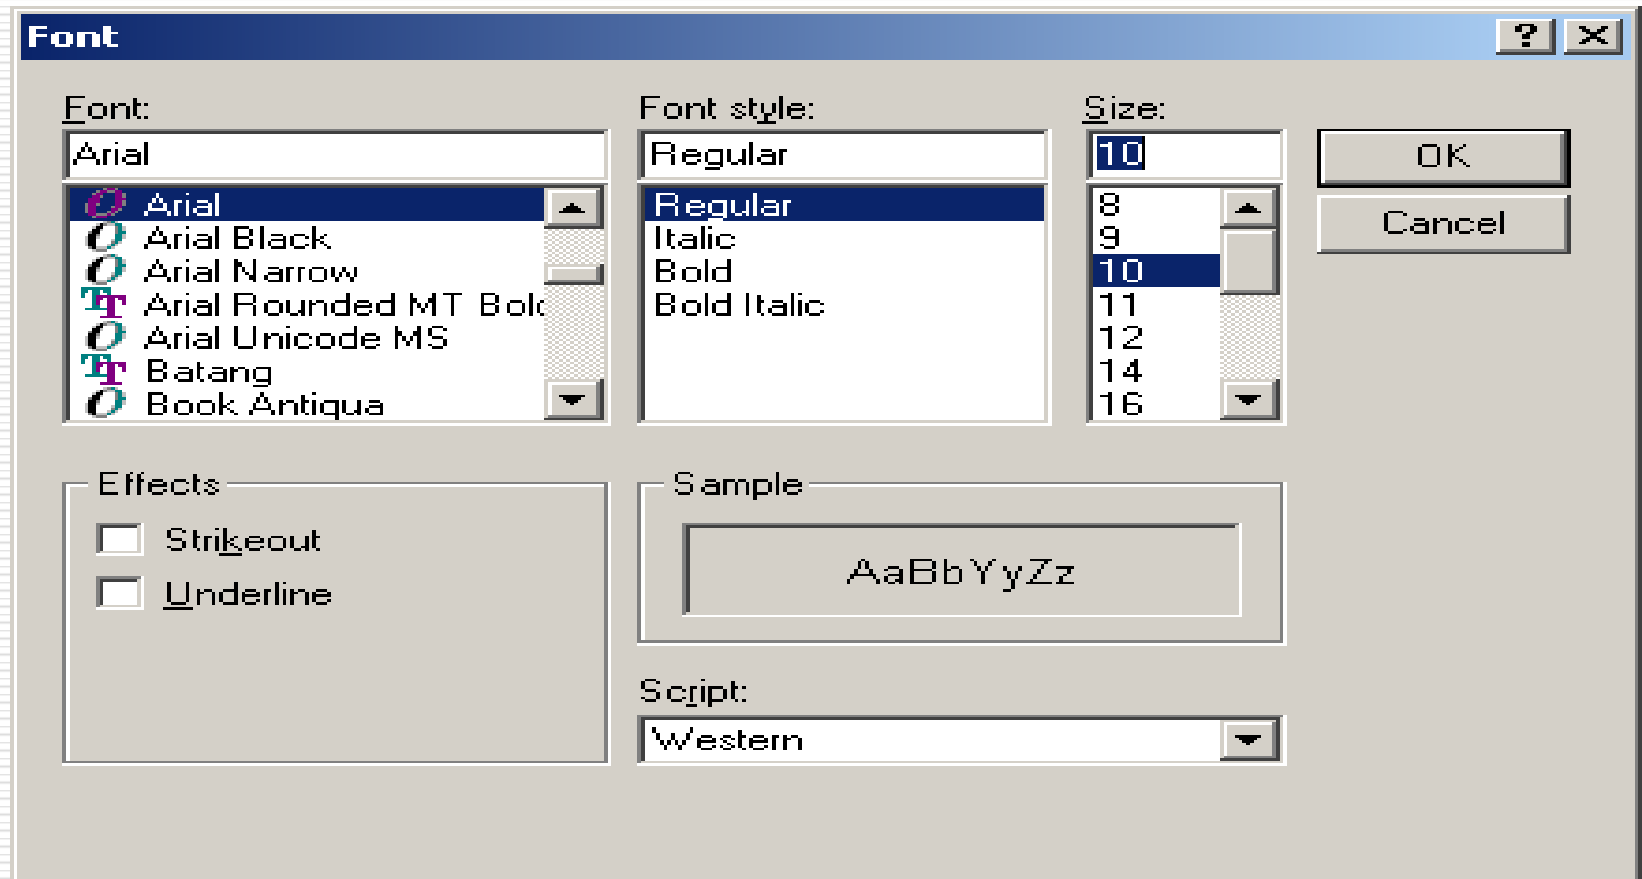 Font
Font: Font style: Size:
Arial Regular 10 OK
Arial Regular 8 Cancel
Arial Black Italic 9
Arial Narrow Bold 10
Arial Rounded MT Bold Bold Italic 11
Arial Unicode MS 12
Batang 14
Book Antiqua 16
Effects Sample
Strikeout
AaBbYyZz
Underline
Script:
Western